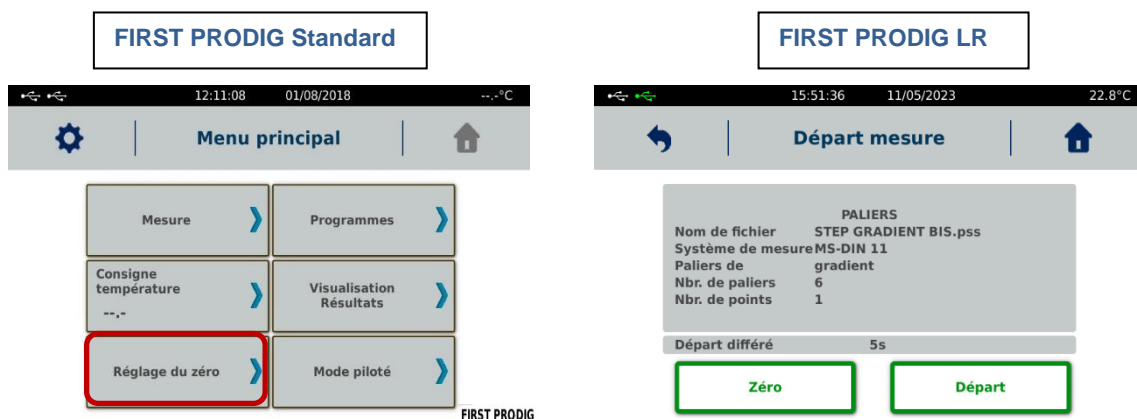 FIRST PRODIG Standard
12:11:08 01/08/2018 --.-°C
Menu principal
Mesure
Programmes
Consigne
température
--.-
Visualisation
Résultats
Réglage du zéro
Mode piloté
FIRST PRODIG
FIRST PRODIG LR
15:51:36 11/05/2023 22.8°C
Départ mesure
PALIERS
Nom de fichier STEP GRADIENT BIS.pss
Système de mesure MS-DIN 11
Paliers de gradient
Nbr. de paliers 6
Nbr. de points 1
Départ différé 5s
Zéro
Départ